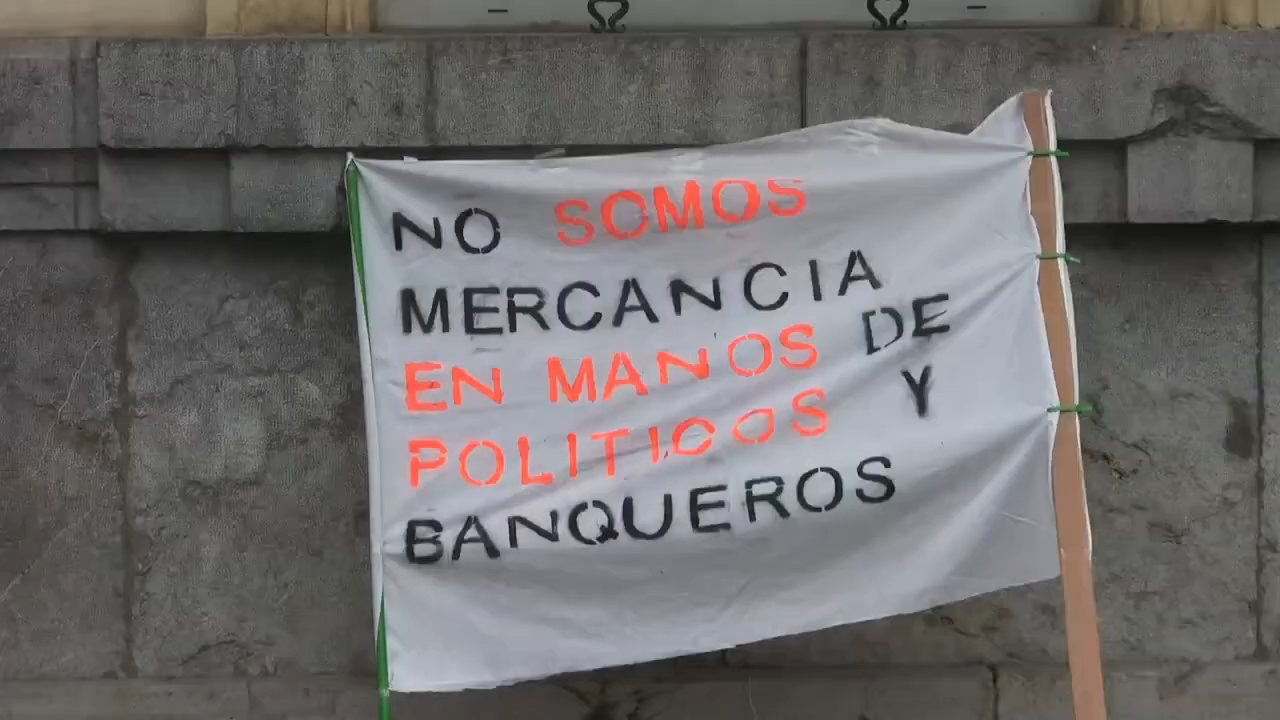 NO SOMOS
MERCANCIA
EN MANOS DE
POLITICOS Y
BANQUEROS